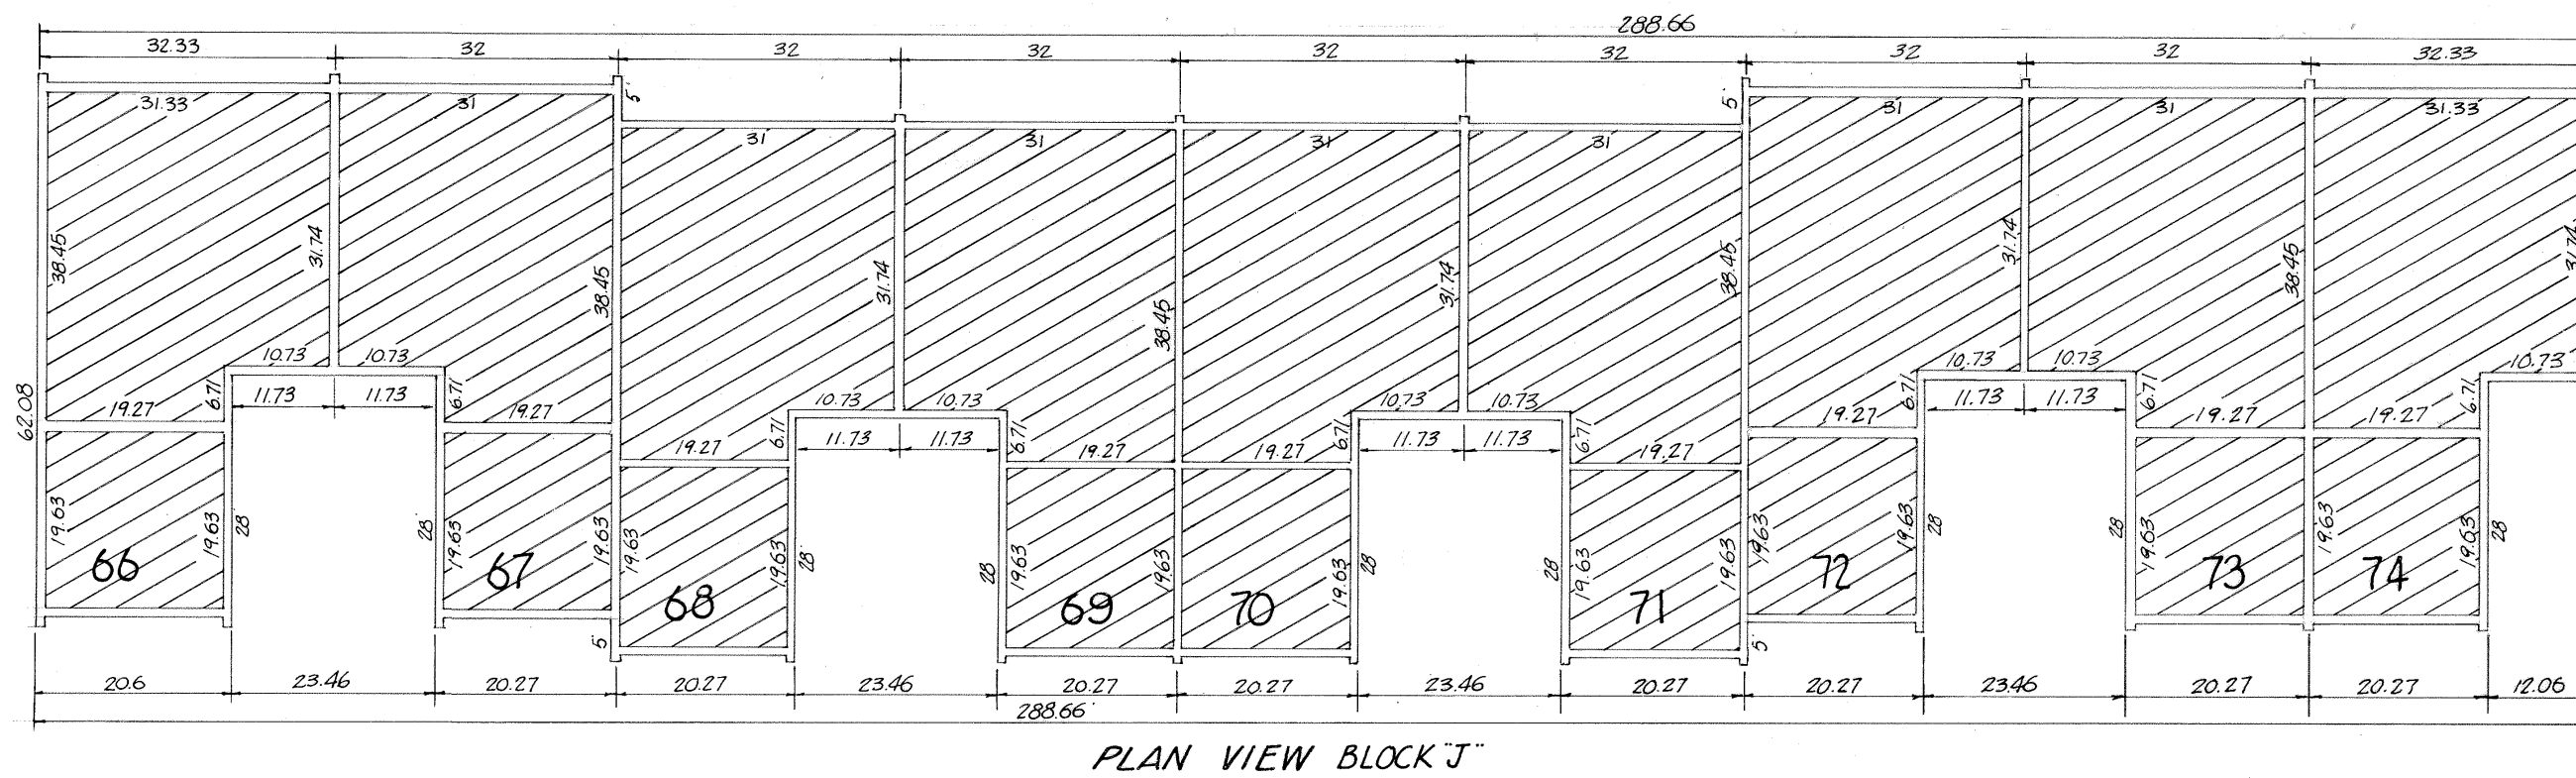 288.66
32.33 32 32 32 32 32 32 32 32.33
5' 5'
31.33 31 31 31 31 31 31 31 31.33
38.45 31.74 38.45 31.74 38.45 31.74 38.45 31.74 38.45 31.74
10.73 10.73 10.73 10.73 10.73 10.73 10.73 10.73 10.73
6.71 11.73 11.73 6.71 6.71 11.73 11.73 6.71 6.71 11.73 11.73 6.71 6.71 11.73 11.73 6.71 6.71
62.08
19.27 19.27 19.27 19.27 19.27 19.27 19.27 19.27 19.27
19.63 19.63 28 28 19.63 19.63 19.63 19.63 28 28 19.63 19.63 19.63 28 28 19.63 19.63 19.63 19.63 28 28 19.63 19.63 19.63 28
66 67 68 69 70 71 72 73 74
5' 5'
20.6 23.46 20.27 20.27 23.46 20.27 20.27 23.46 20.27 20.27 23.46 20.27 20.27 12.06
288.66'
PLAN VIEW BLOCK "J"